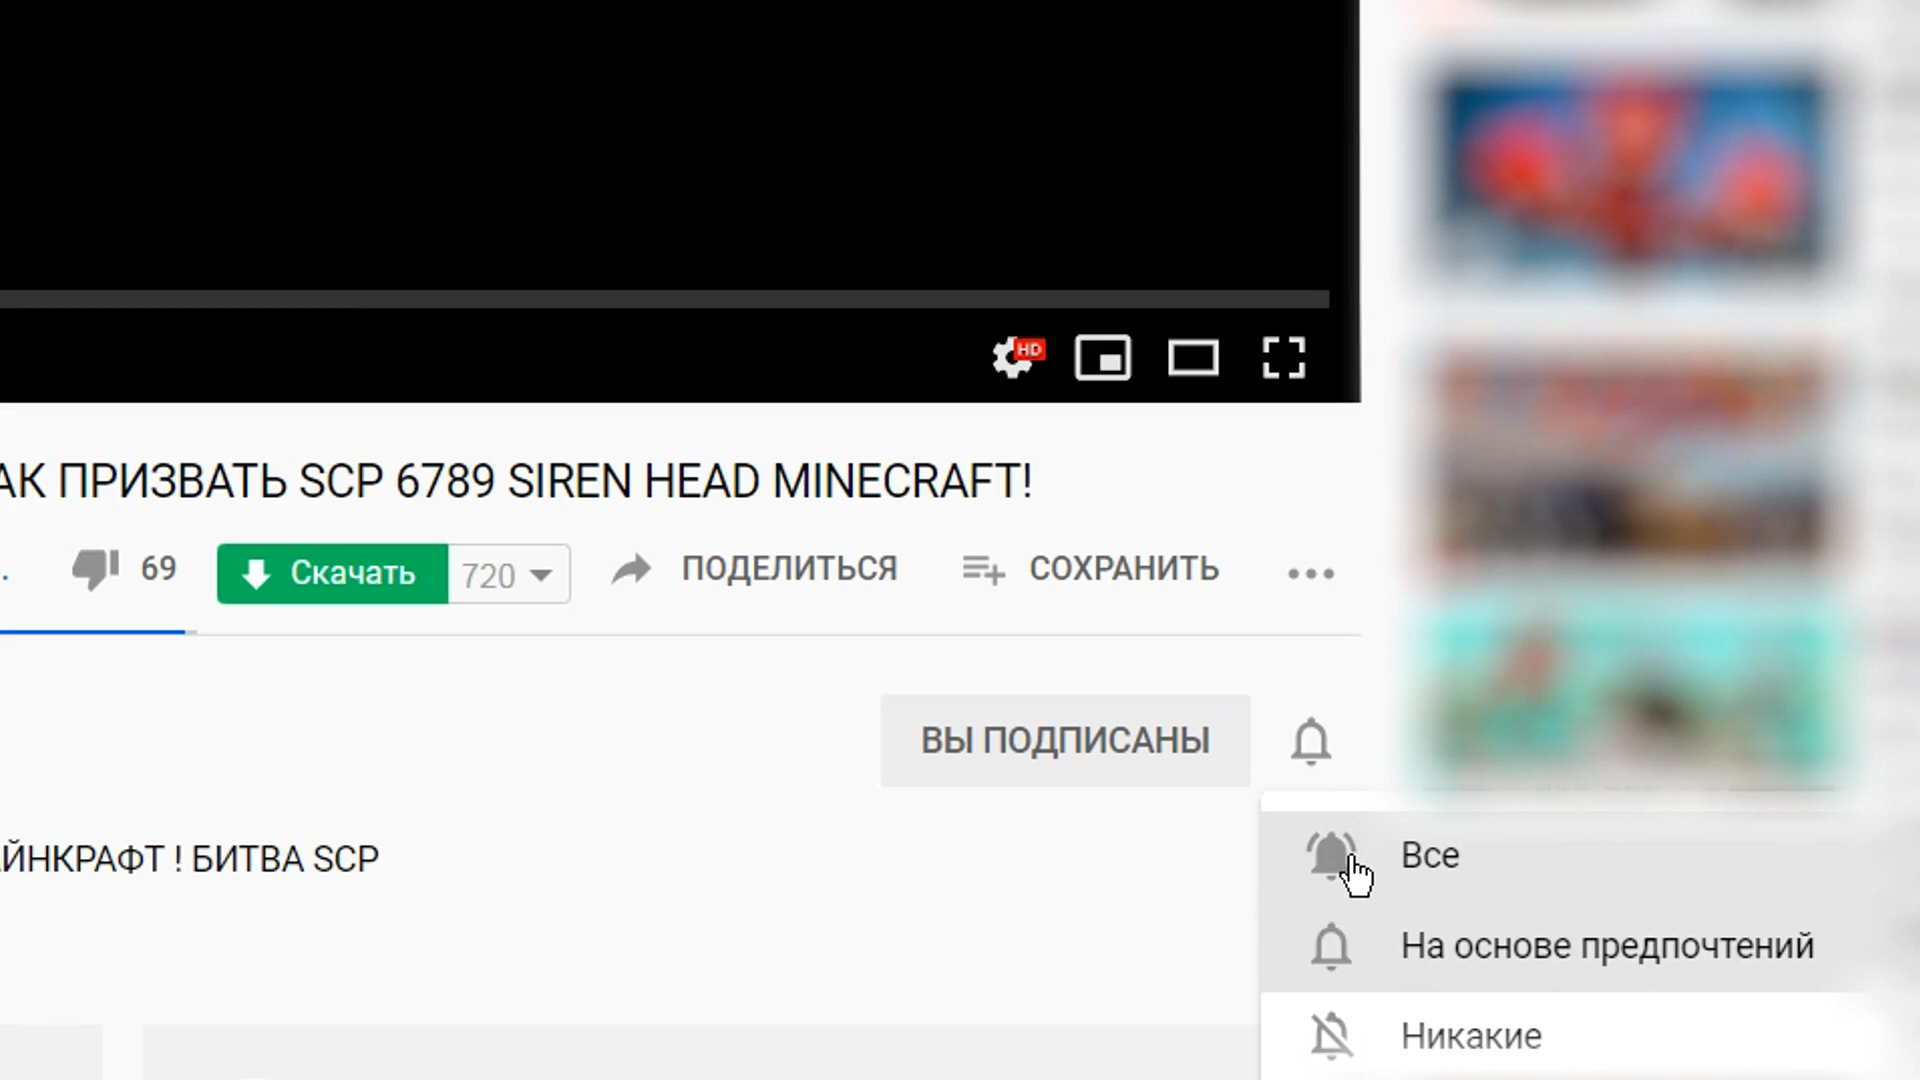 HD
АК ПРИЗВАТЬ SCP 6789 SIREN HEAD MINECRAFT!
69
Скачать
720
ПОДЕЛИТЬСЯ
СОХРАНИТЬ
ВЫ ПОДПИСАНЫ
ЙНКРАФТ ! БИТВА SCP
Все
На основе предпочтений
Никакие